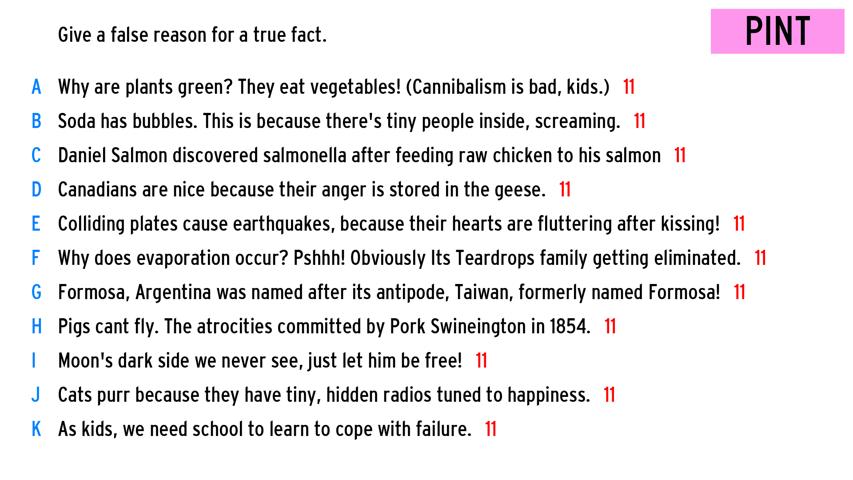 Give a false reason for a true fact.
PINT
A Why are plants green? They eat vegetables! (Cannibalism is bad, kids.) 11
B Soda has bubbles. This is because there's tiny people inside, screaming. 11
C Daniel Salmon discovered salmonella after feeding raw chicken to his salmon 11
D Canadians are nice because their anger is stored in the geese. 11
E Colliding plates cause earthquakes, because their hearts are fluttering after kissing! 11
F Why does evaporation occur? Pshhh! Obviously Its Teardrops family getting eliminated. 11
G Formosa, Argentina was named after its antipode, Taiwan, formerly named Formosa! 11
H Pigs cant fly. The atrocities committed by Pork Swineington in 1854. 11
I Moon's dark side we never see, just let him be free! 11
J Cats purr because they have tiny, hidden radios tuned to happiness. 11
K As kids, we need school to learn to cope with failure. 11